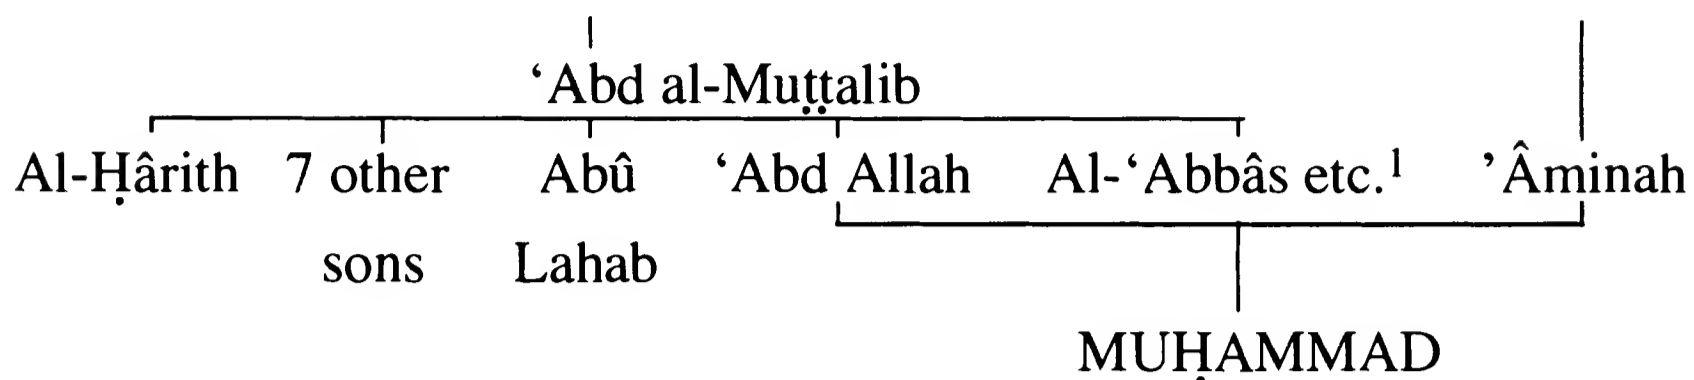 ‘Abd al-Muṭṭalib
Al-Ḥârith 7 other Abû ‘Abd Allah Al-‘Abbâs etc.¹ ’Âminah
sons Lahab
MUḤAMMAD